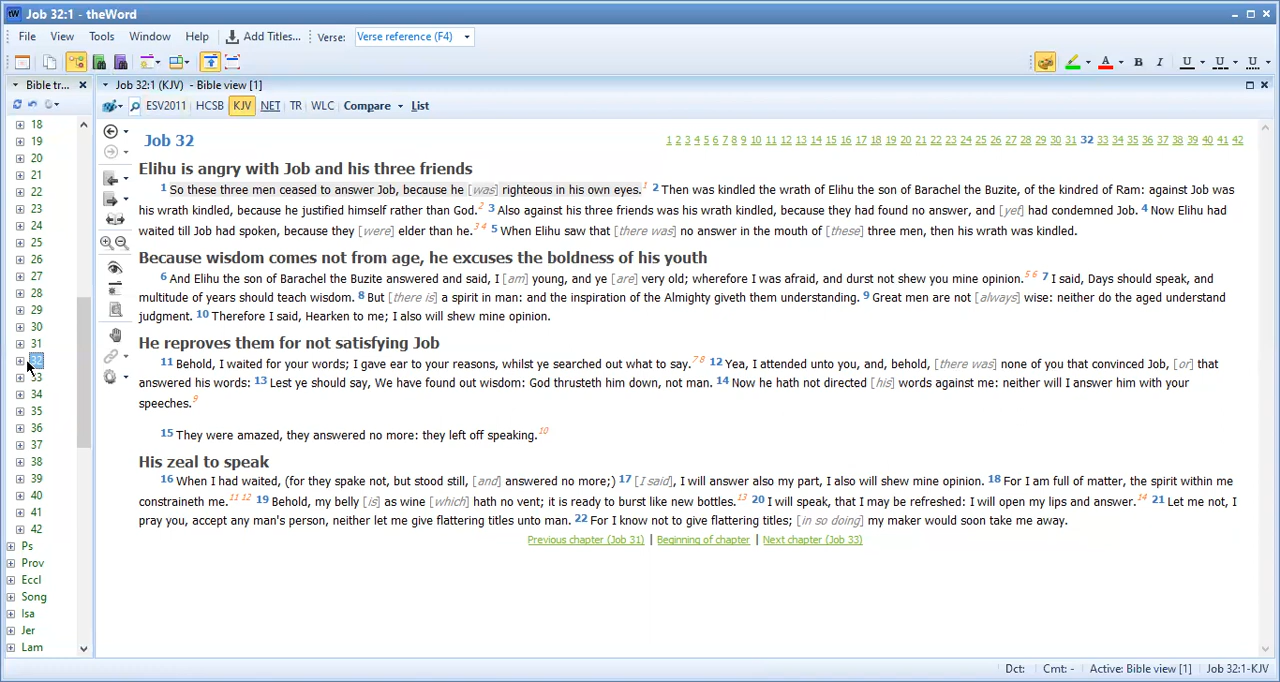 Job 32:1 - theWord
File View Tools Window Help Add Titles... Verse: Verse reference (F4)
B I U U U
Bible tr...
Job 32:1 (KJV) - Bible view [1]
ESV2011 HCSB KJV NET TR WLC Compare List
18
19
20
21
22
23
24
25
26
27
28
29
30
31
32
33
34
35
36
37
38
39
40
41
42
Ps
Prov
Eccl
Song
Isa
Jer
Lam
Job 32
1 2 3 4 5 6 7 8 9 10 11 12 13 14 15 16 17 18 19 20 21 22 23 24 25 26 27 28 29 30 31 32 33 34 35 36 37 38 39 40 41 42
Elihu is angry with Job and his three friends
1 So these three men ceased to answer Job, because he [was] righteous in his own eyes.1 2 Then was kindled the wrath of Elihu the son of Barachel the Buzite, of the kindred of Ram: against Job was
his wrath kindled, because he justified himself rather than God.2 3 Also against his three friends was his wrath kindled, because they had found no answer, and [yet] had condemned Job. 4 Now Elihu had
waited till Job had spoken, because they [were] elder than he.3 4 5 When Elihu saw that [there was] no answer in the mouth of [these] three men, then his wrath was kindled.
Because wisdom comes not from age, he excuses the boldness of his youth
6 And Elihu the son of Barachel the Buzite answered and said, I [am] young, and ye [are] very old; wherefore I was afraid, and durst not shew you mine opinion.5 6 7 I said, Days should speak, and
multitude of years should teach wisdom. 8 But [there is] a spirit in man: and the inspiration of the Almighty giveth them understanding. 9 Great men are not [always] wise: neither do the aged understand
judgment. 10 Therefore I said, Hearken to me; I also will shew mine opinion.
He reproves them for not satisfying Job
11 Behold, I waited for your words; I gave ear to your reasons, whilst ye searched out what to say.7 8 12 Yea, I attended unto you, and, behold, [there was] none of you that convinced Job, [or] that
answered his words: 13 Lest ye should say, We have found out wisdom: God thrusteth him down, not man. 14 Now he hath not directed [his] words against me: neither will I answer him with your
speeches.9
15 They were amazed, they answered no more: they left off speaking.10
His zeal to speak
16 When I had waited, (for they spake not, but stood still, [and] answered no more;) 17 [I said], I will answer also my part, I also will shew mine opinion. 18 For I am full of matter, the spirit within me
constraineth me.11 12 19 Behold, my belly [is] as wine [which] hath no vent; it is ready to burst like new bottles.13 20 I will speak, that I may be refreshed: I will open my lips and answer.14 21 Let me not, I
pray you, accept any man's person, neither let me give flattering titles unto man. 22 For I know not to give flattering titles; [in so doing] my maker would soon take me away.
Previous chapter (Job 31) | Beginning of chapter | Next chapter (Job 33)
Dct: Cmt: - Active: Bible view [1] Job 32:1-KJV